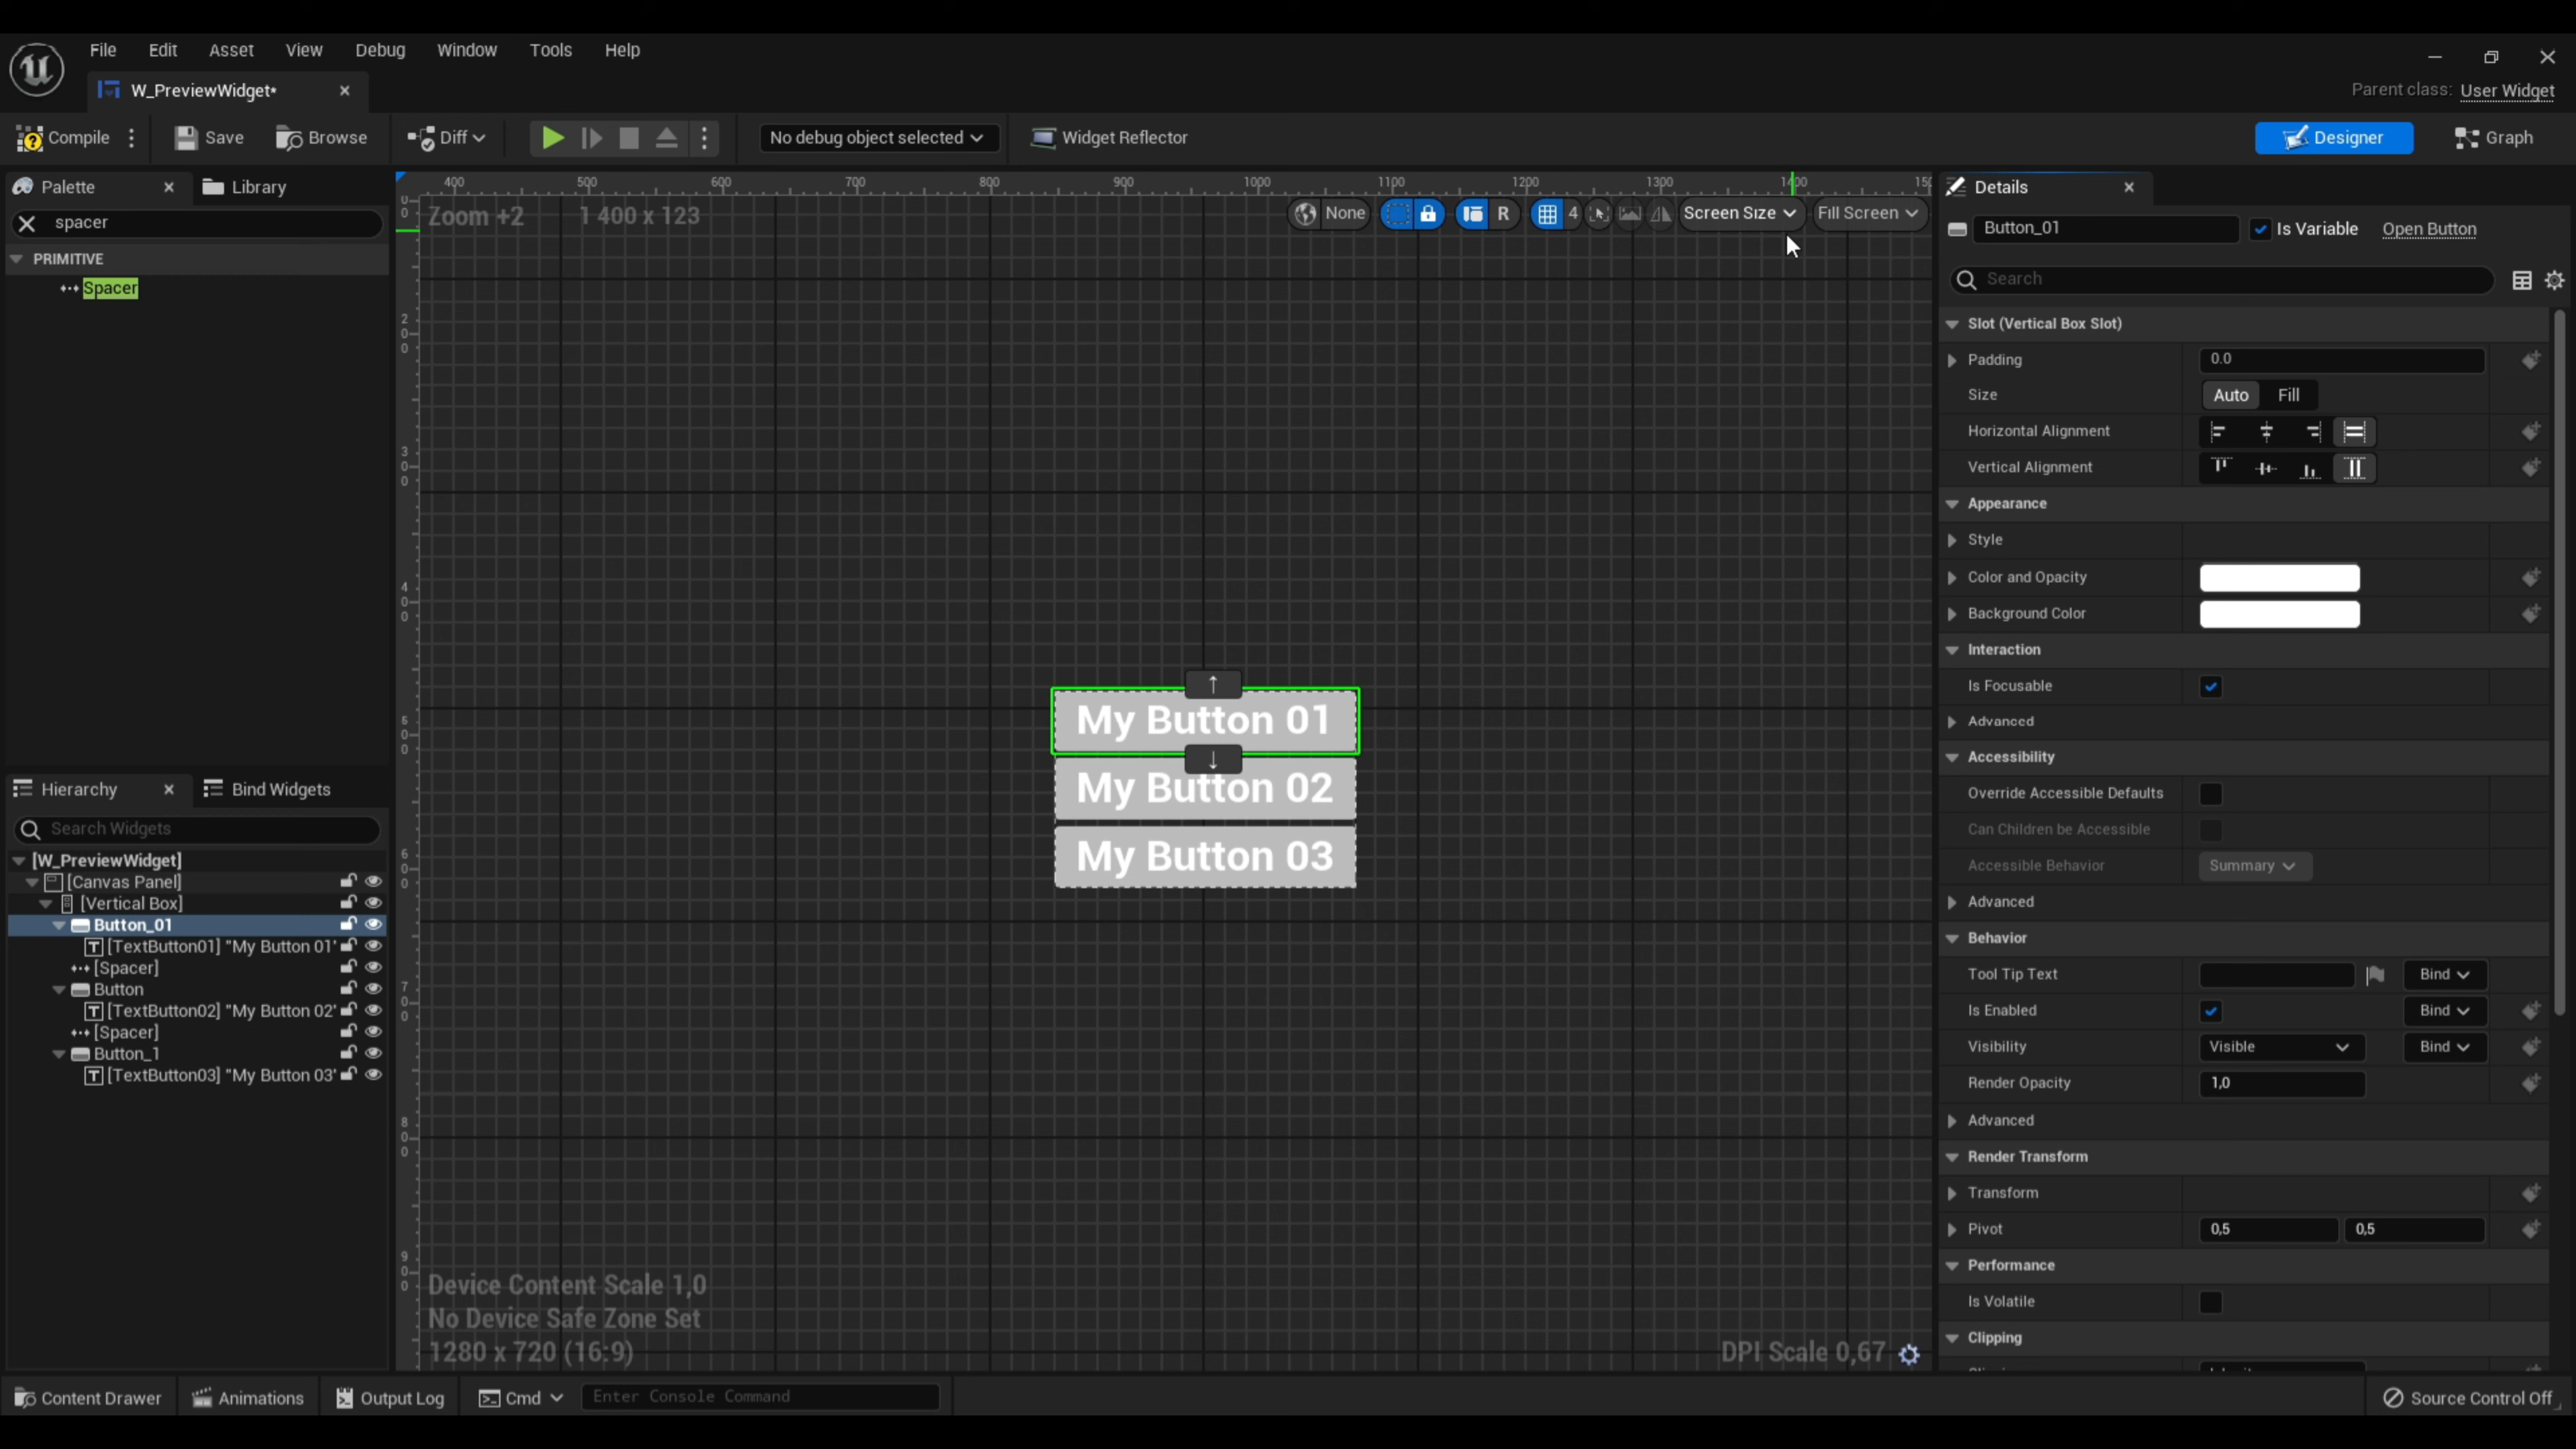 File Edit Asset View Debug Window Tools Help
W_PreviewWidget*
Parent class: User Widget
Compile Save Browse Diff No debug object selected Widget Reflector Designer Graph
Palette Library
spacer
PRIMITIVE
Spacer
400 500 600 700 800 900 1000 1100 1200 1300 1400
Zoom +2 1 400 x 123
None R 4 Screen Size Fill Screen
My Button 01
My Button 02
My Button 03
Device Content Scale 1,0
No Device Safe Zone Set
1280 x 720 (16:9)
DPI Scale 0,67
Hierarchy Bind Widgets
Search Widgets
[W_PreviewWidget]
[Canvas Panel]
[Vertical Box]
Button_01
[TextButton01] "My Button 01"
[Spacer]
Button
[TextButton02] "My Button 02"
[Spacer]
Button_1
[TextButton03] "My Button 03"
Details
Button_01 Is Variable Open Button
Search
Slot (Vertical Box Slot)
Padding 0.0
Size Auto Fill
Horizontal Alignment
Vertical Alignment
Appearance
Style
Color and Opacity
Background Color
Interaction
Is Focusable
Advanced
Accessibility
Override Accessible Defaults
Can Children be Accessible
Accessible Behavior Summary
Advanced
Behavior
Tool Tip Text Bind
Is Enabled Bind
Visibility Visible Bind
Render Opacity 1,0
Advanced
Render Transform
Transform
Pivot 0,5 0,5
Performance
Is Volatile
Clipping
Content Drawer Animations Output Log Cmd Enter Console Command Source Control Off